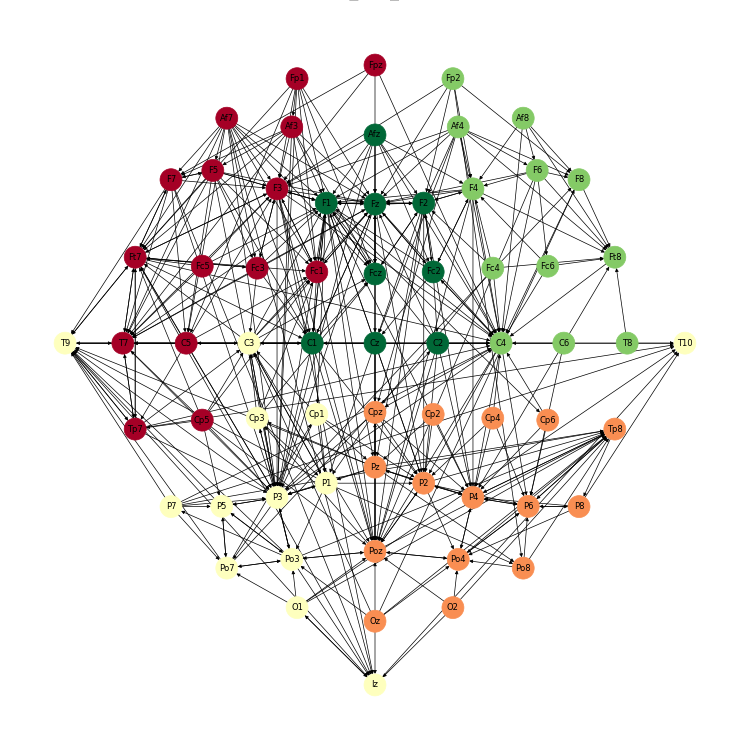 Fpz
Fp1 Fp2
Af7 Af8
Af3 Af4
Afz
F5 F6
F7 F3 F4 F8
F1 Fz F2
Ft7 Ft8
Fc5 Fc3 Fc1 Fcz Fc2 Fc4 Fc6
T9 T7 C5 C3 C1 Cz C2 C4 C6 T8 T10
Cp5 Cp3 Cp1 Cpz Cp2 Cp4 Cp6
Tp7 Tp8
Pz
P1 P2
P7 P5 P3 P4 P6 P8
Poz
Po7 Po3 Po4 Po8
O1 O2
Oz
Iz